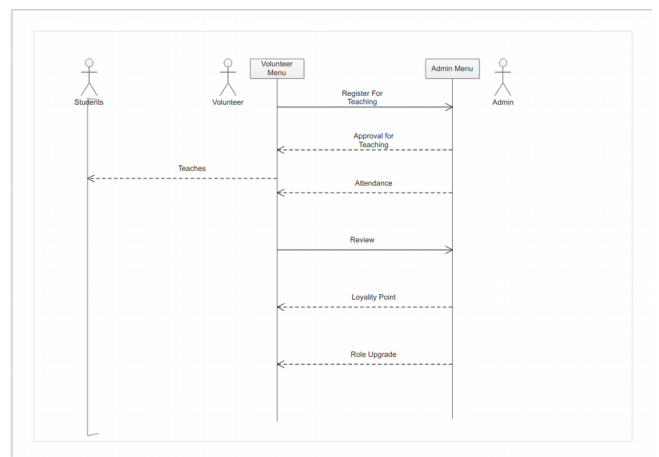 Volunteer
Menu
Admin Menu
Students
Volunteer
Admin
Register For
Teaching
Approval for
Teaching
Teaches
Attendance
Review
Loyality Point
Role Upgrade